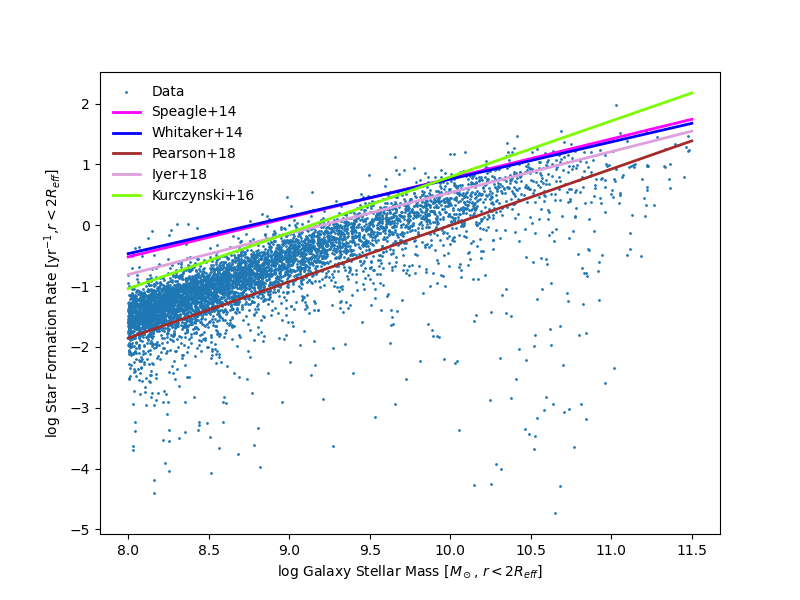 Data
Speagle+14
Whitaker+14
Pearson+18
Iyer+18
Kurczynski+16
log Star Formation Rate [yr⁻¹, r < 2R_eff]
2
1
0
−1
−2
−3
−4
−5
8.0 8.5 9.0 9.5 10.0 10.5 11.0 11.5
log Galaxy Stellar Mass [M_⊙, r < 2R_eff]